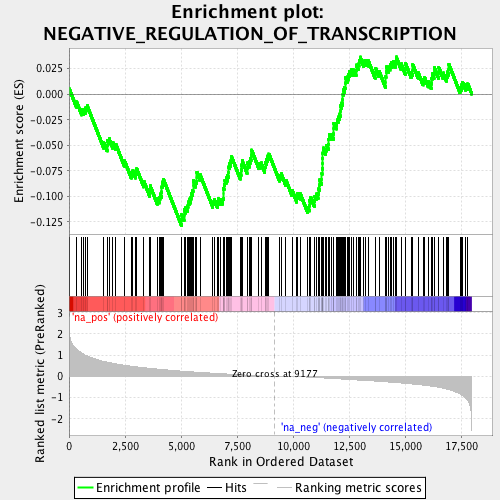 Enrichment plot:
NEGATIVE_REGULATION_OF_TRANSCRIPTION
Enrichment score (ES)
0.025
0.000
-0.025
-0.050
-0.075
-0.100
-0.125
'na_pos' (positively correlated)
Ranked list metric (PreRanked)
3
2
1
0
-1
-2
Zero cross at 9177
'na_neg' (negatively correlated)
0
2,500
5,000
7,500
10,000
12,500
15,000
17,500
Rank in Ordered Dataset
Enrichment profile
Hits
Ranking metric scores